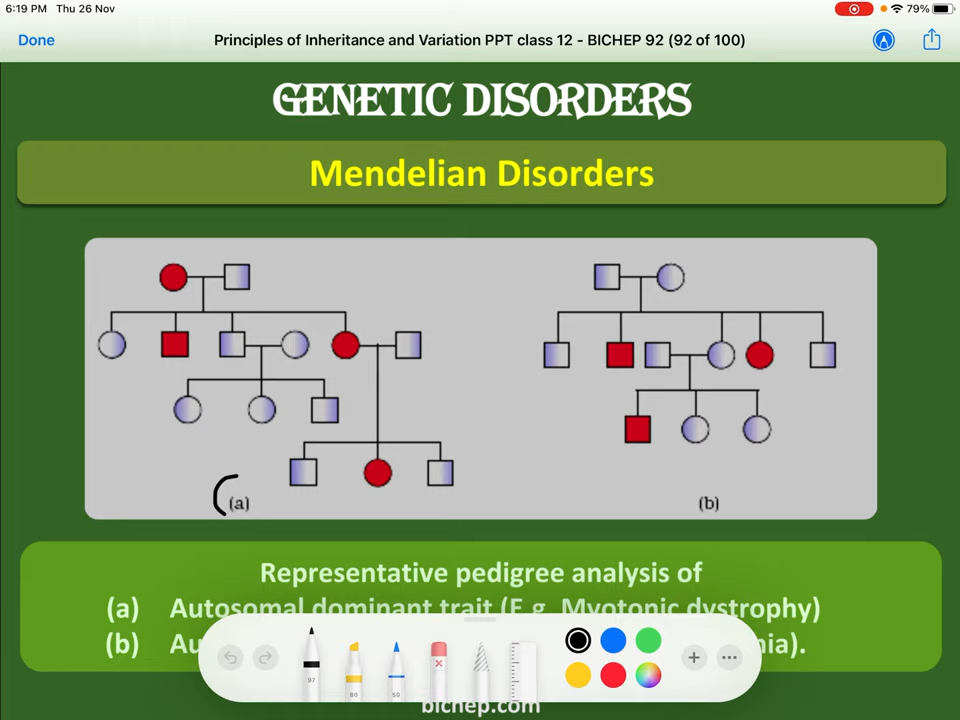 6:19 PM Thu 26 Nov
79%
Done
Principles of Inheritance and Variation PPT class 12 - BICHEP 92 (92 of 100)
GENETIC DISORDERS
Mendelian Disorders
(a)
(b)
Representative pedigree analysis of
(a) Autosomal dominant trait (E.g. Myotonic dystrophy)
(b) Au
97
80
50
bichep.com